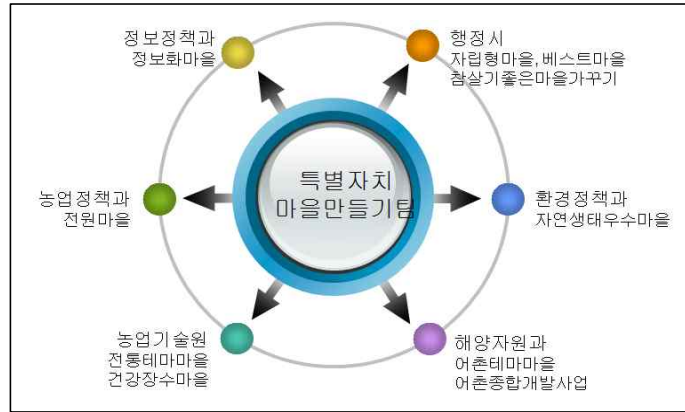 정보정책과
정보화마을
행정시
자립형마을, 베스트마을
참살기좋은마을가꾸기
농업정책과
전원마을
특별자치
마을만들기팀
환경정책과
자연생태우수마을
농업기술원
전통테마마을
건강장수마을
해양자원과
어촌테마마을
어촌종합개발사업